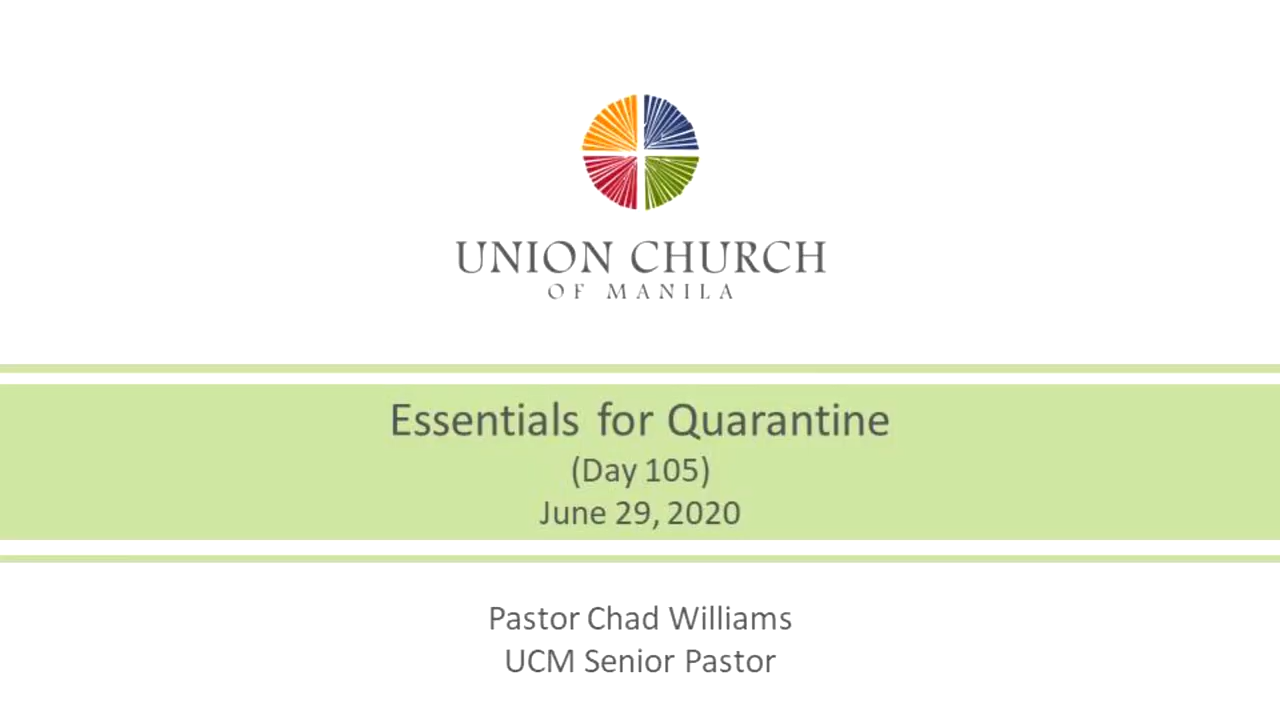 UNION CHURCH
OF MANILA
Essentials for Quarantine
(Day 105)
June 29, 2020
Pastor Chad Williams
UCM Senior Pastor